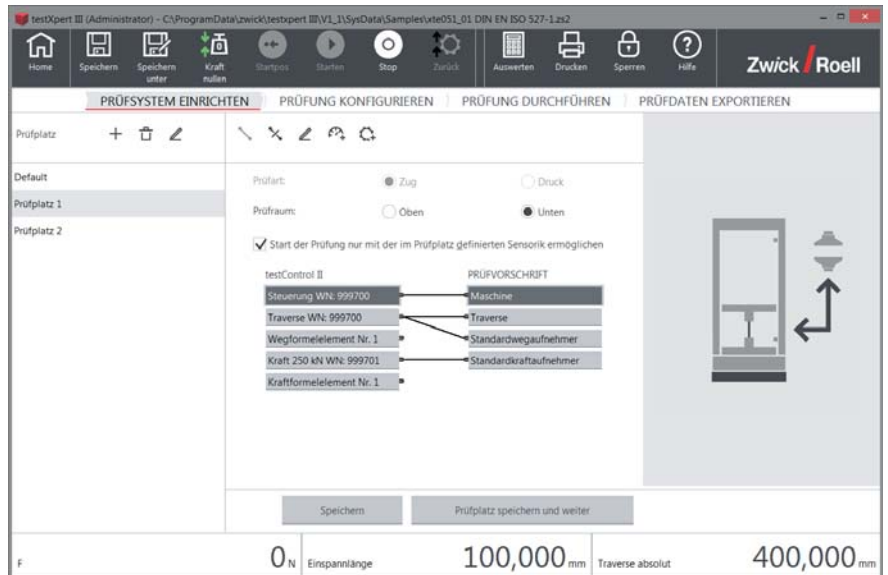 testXpert III (Administrator) - C:\ProgramData\zwick\testxpert III\V1_1\SysData\Samples\xte051_01 DIN EN ISO 527-1.zs2
Home
Speichern
Speichern unter
Kraft nullen
Startpos
Starten
Stop
Zurück
Auswerten
Drucken
Sperren
Hilfe
Zwick / Roell
PRÜFSYSTEM EINRICHTEN
PRÜFUNG KONFIGURIEREN
PRÜFUNG DURCHFÜHREN
PRÜFDATEN EXPORTIEREN
Prüfplatz
Default
Prüfplatz 1
Prüfplatz 2
Prüfart: Zug Druck
Prüfraum: Oben Unten
Start der Prüfung nur mit der im Prüfplatz definierten Sensorik ermöglichen
testControl II PRÜFVORSCHRIFT
Steuerung WN: 999700 Maschine
Traverse WN: 999700 Traverse
Wegformelelement Nr. 1 Standardwegaufnehmer
Kraft 250 kN WN: 999701 Standardkraftaufnehmer
Kraftformelelement Nr. 1
Speichern Prüfplatz speichern und weiter
F 0 N Einspannlänge 100,000 mm Traverse absolut 400,000 mm